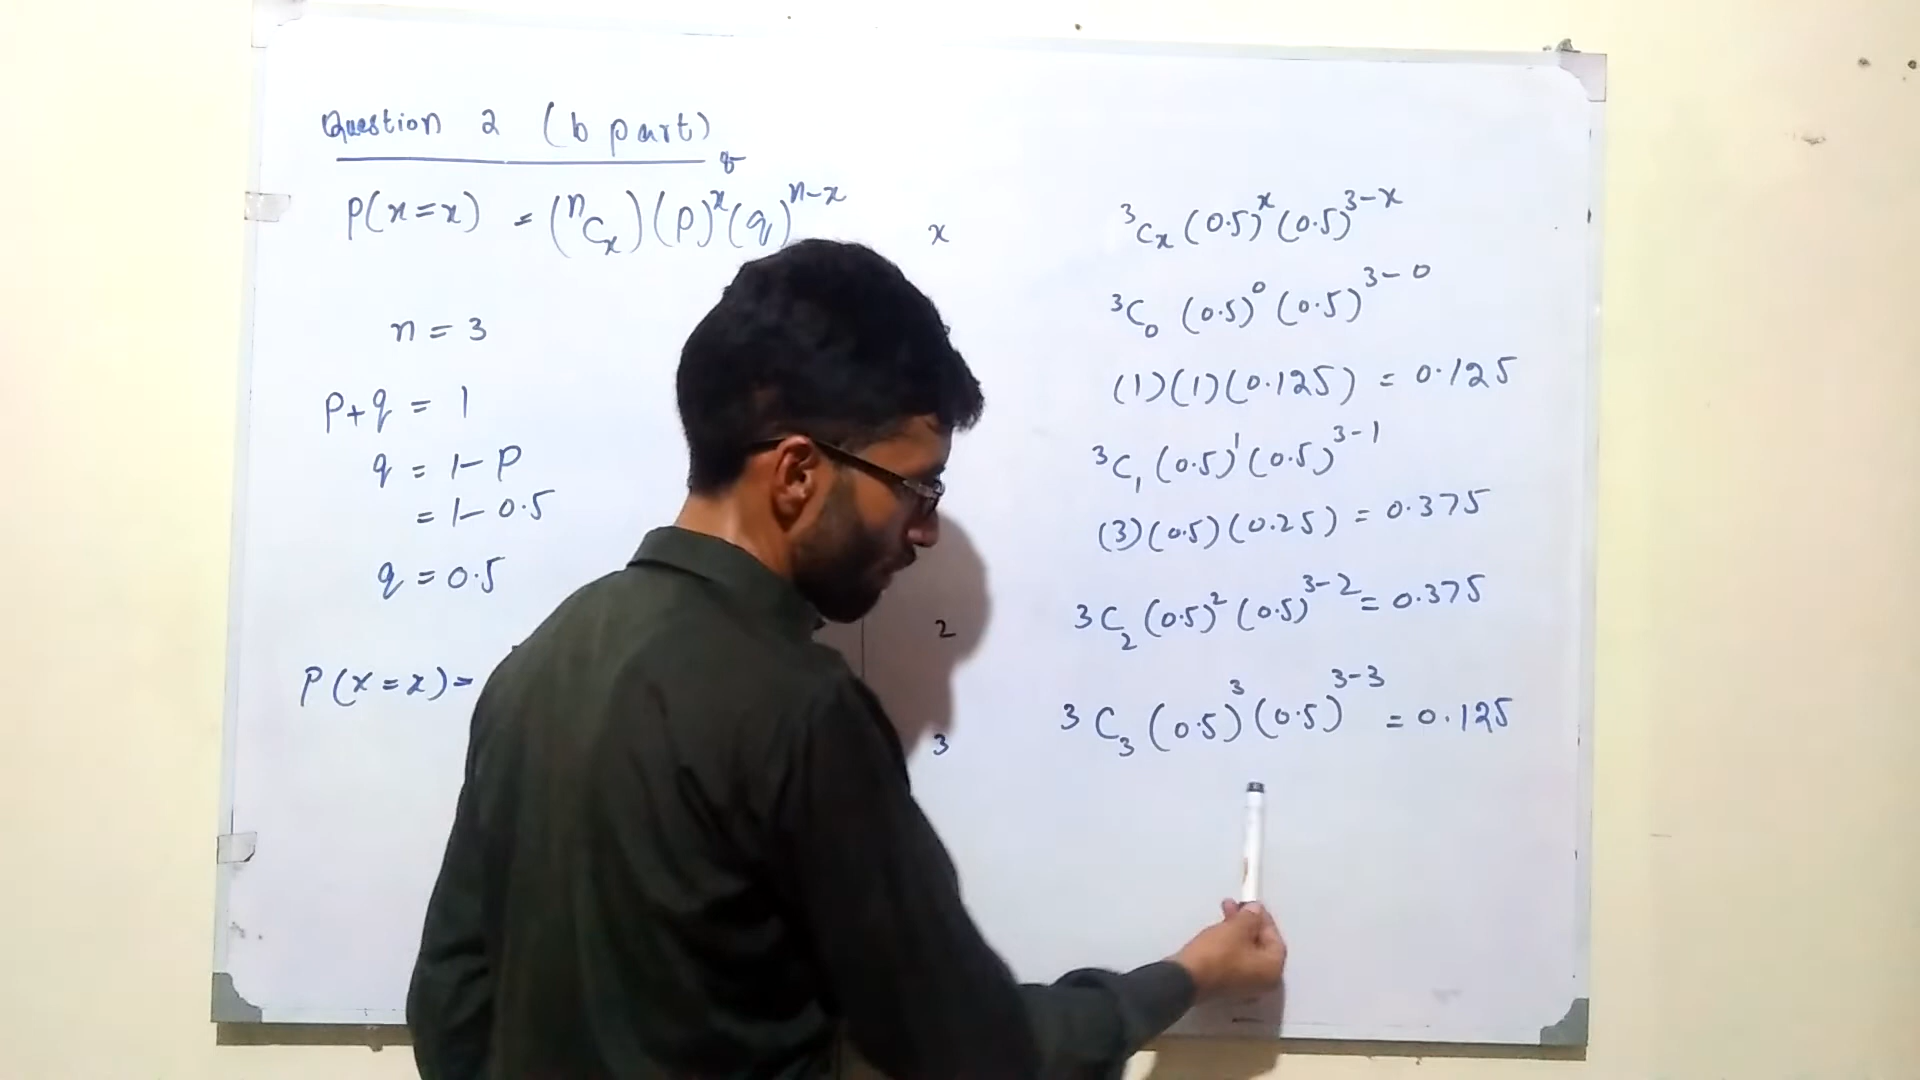 Question 2 (b part)
P(x=x) = (ⁿCₓ)(p)ˣ(q)ⁿ⁻ˣ
n = 3
p+q = 1
q = 1-p
= 1-0.5
q = 0.5
P(x=x)=
x
2
3
³Cₓ (0.5)ˣ (0.5)³⁻ˣ
³C₀ (0.5)⁰ (0.5)³⁻⁰
(1)(1)(0.125) = 0.125
³C₁ (0.5)¹ (0.5)³⁻¹
(3)(0.5)(0.25) = 0.375
3C₂ (0.5)² (0.5)³⁻² = 0.375
³C₃ (0.5)³ (0.5)³⁻³ = 0.125